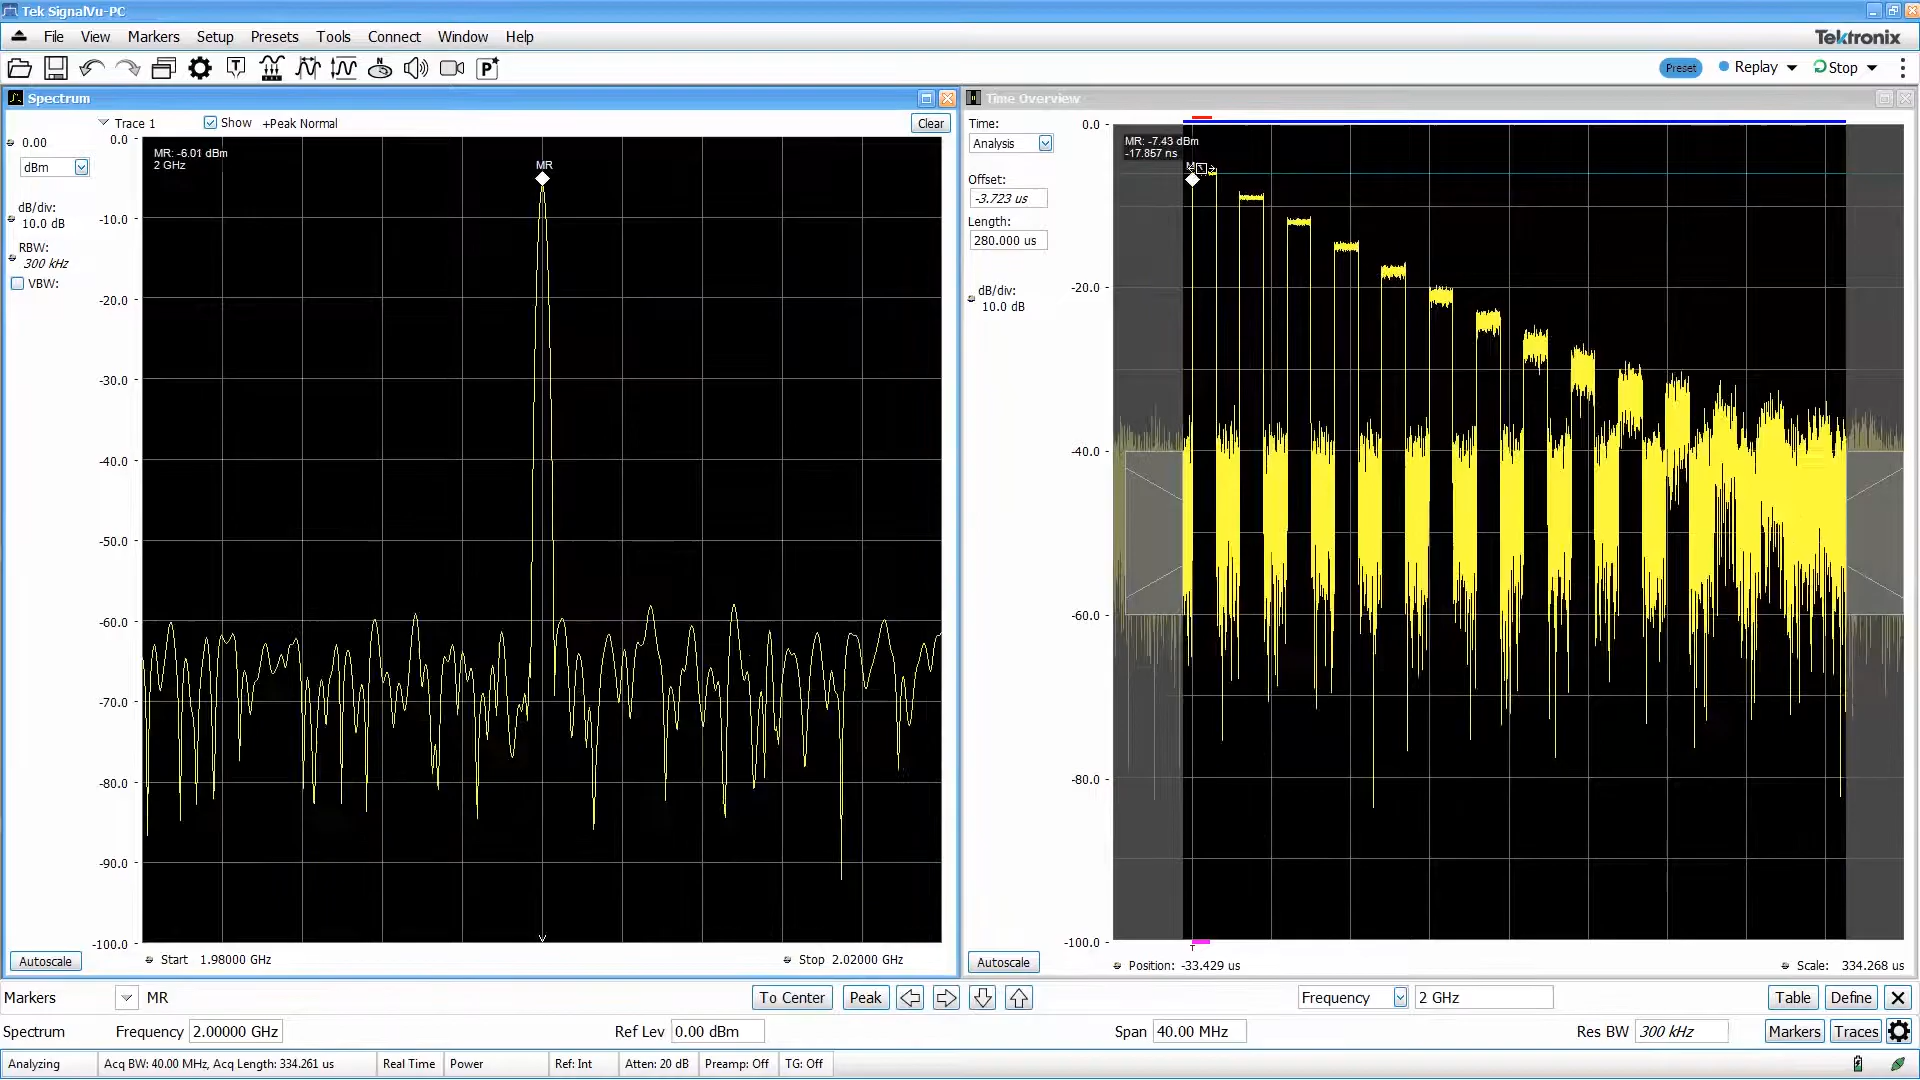 Tek SignalVu-PC
File View Markers Setup Presets Tools Connect Window Help
Tektronix
Preset Replay Stop
Spectrum
Trace 1 Show +Peak Normal Clear
0.00
dBm
dB/div:
10.0 dB
RBW:
300 kHz
VBW:
0.0
-10.0
-20.0
-30.0
-40.0
-50.0
-60.0
-70.0
-80.0
-90.0
-100.0
MR: -6.01 dBm
2 GHz
MR
Autoscale
Start 1.98000 GHz
Stop 2.02000 GHz
Time Overview
Time:
Analysis
Offset:
-3.723 us
Length:
280.000 us
dB/div:
10.0 dB
0.0
-20.0
-40.0
-60.0
-80.0
-100.0
MR: -7.43 dBm
-17.857 ns
T
Autoscale
Position: -33.429 us
Scale: 334.268 us
Markers MR To Center Peak Frequency 2 GHz Table Define
Spectrum Frequency 2.00000 GHz Ref Lev 0.00 dBm Span 40.00 MHz Res BW 300 kHz Markers Traces
Analyzing Acq BW: 40.00 MHz, Acq Length: 334.261 us Real Time Power Ref: Int Atten: 20 dB Preamp: Off TG: Off